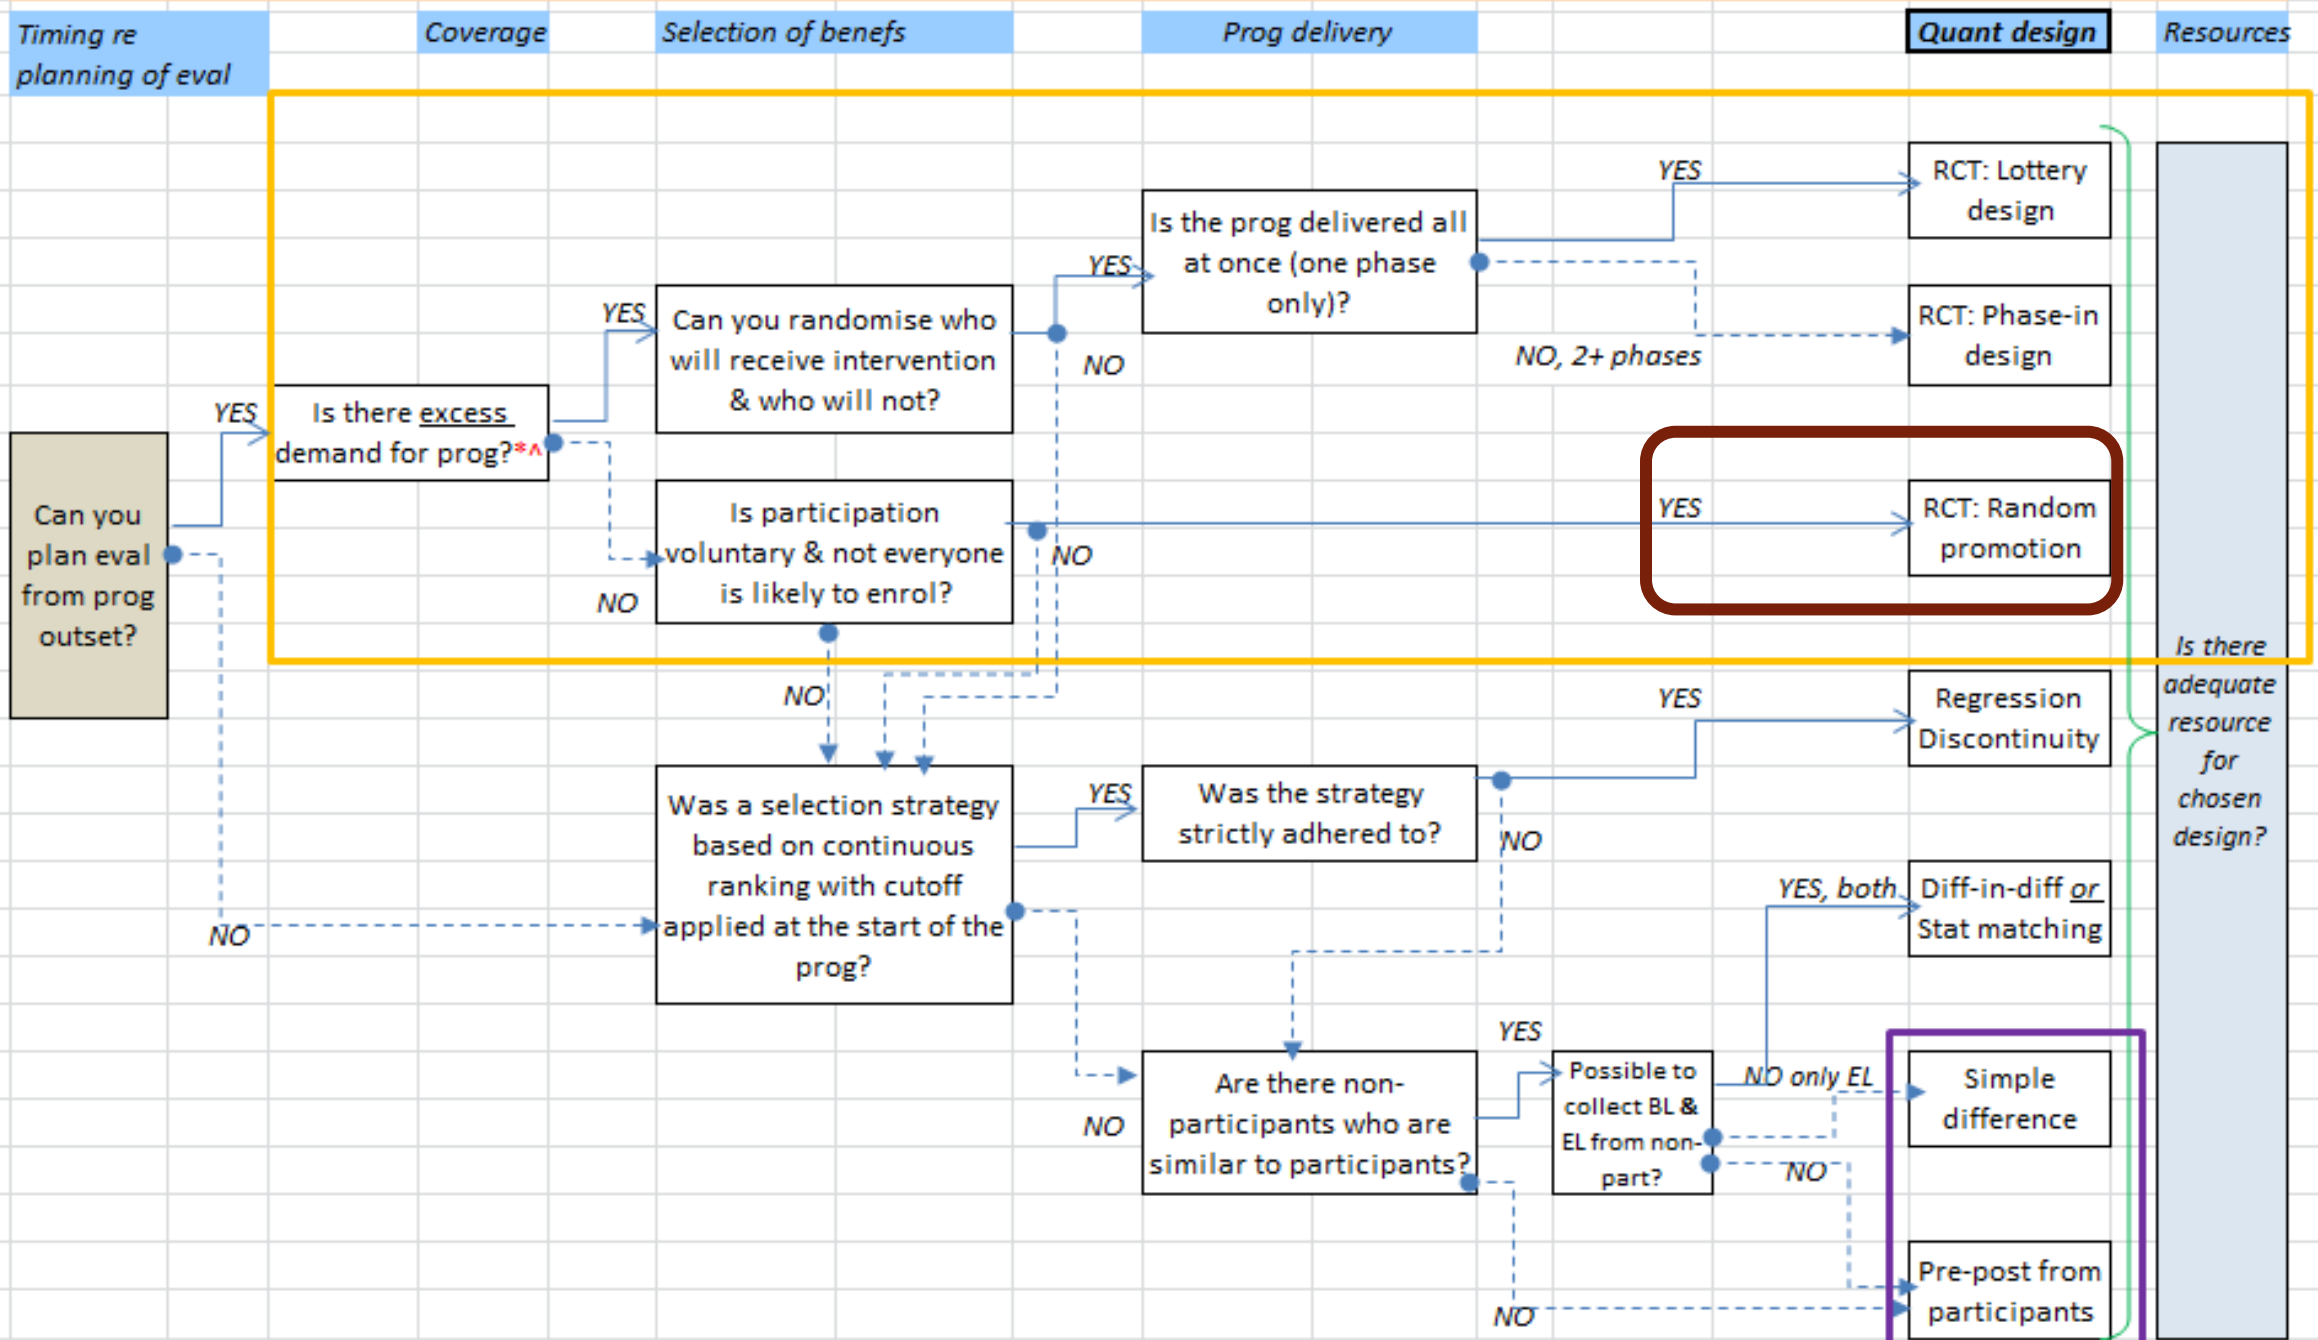 Timing re
planning of eval
Coverage
Selection of benefs
Prog delivery
Quant design
Resources
Can you
plan eval
from prog
outset?
YES
NO
Is there excess
demand for prog?*^
YES
NO
Can you randomise who
will receive intervention
& who will not?
YES
NO
Is the prog delivered all
at once (one phase
only)?
YES
NO, 2+ phases
RCT: Lottery
design
RCT: Phase-in
design
Is participation
voluntary & not everyone
is likely to enrol?
YES
NO
NO
RCT: Random
promotion
Was a selection strategy
based on continuous
ranking with cutoff
applied at the start of the
prog?
YES
NO
Was the strategy
strictly adhered to?
YES
NO
Regression
Discontinuity
Are there non-
participants who are
similar to participants?
YES
NO
Possible to
collect BL &
EL from non-
part?
YES, both
NO only EL
NO
Diff-in-diff or
Stat matching
Simple
difference
Pre-post from
participants
Is there
adequate
resource
for
chosen
design?